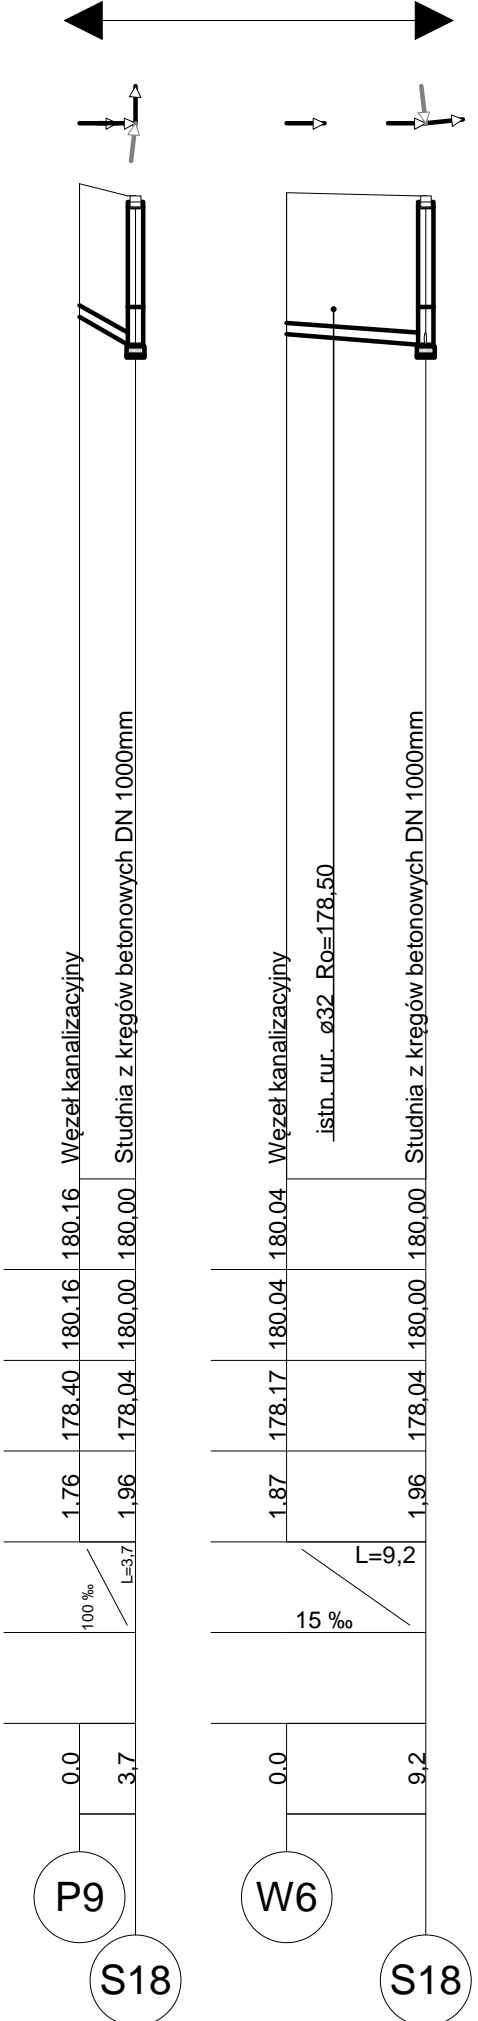 Węzeł kanalizacyjny
Studnia z kręgów betonowych DN 1000mm
Węzeł kanalizacyjny
istn. rur. ø32 Ro=178,50
Studnia z kręgów betonowych DN 1000mm
180.16 180,00 180.04 180,00
180.16 180,00 180.04 180,00
178.40 178,04 178.17 178,04
1.76 1,96 1.87 1,96
L=3,7 L=9,2
100 ‰ 15 ‰
0.0 3,7 0.0 9,2
P9 W6
S18 S18